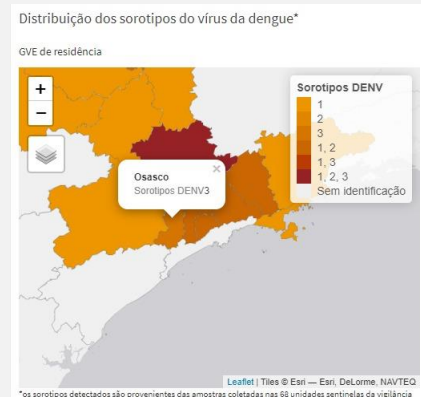 Distribuição dos sorotipos do vírus da dengue*
GVE de residência
+
−
Osasco
×
Sorotipos DENV3
Sorotipos DENV
1
2
3
1, 2
1, 3
1, 2, 3
Sem identificação
Leaflet | Tiles © Esri — Esri, DeLorme, NAVTEQ
*os sorotipos detectados são provenientes das amostras coletadas nas 68 unidades sentinelas da vigilância